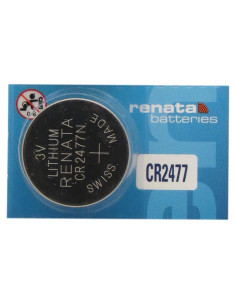 renata
batteries
CR2477
3V
LITHIUM
RENATA
CR2477N
SWISS MADE
+